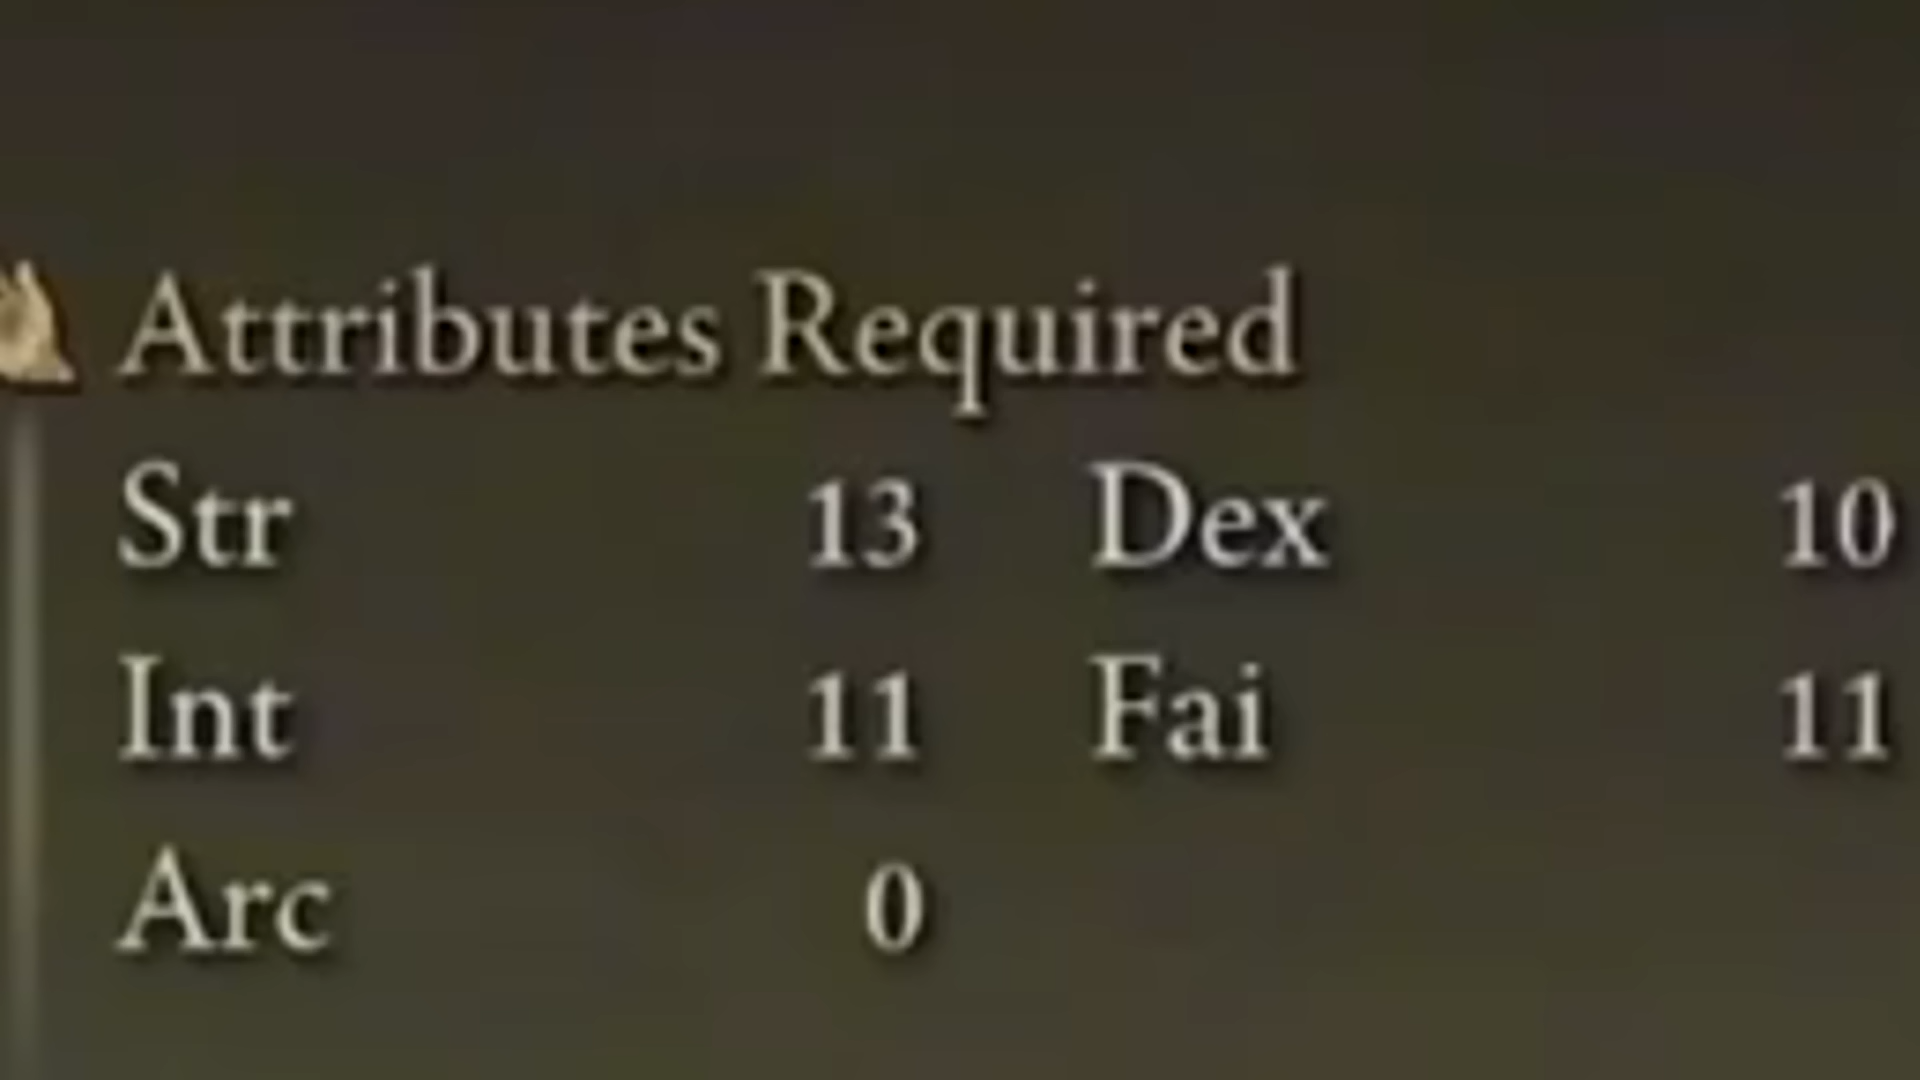 Attributes Required
Str 13 Dex 10
Int 11 Fai 11
Arc 0